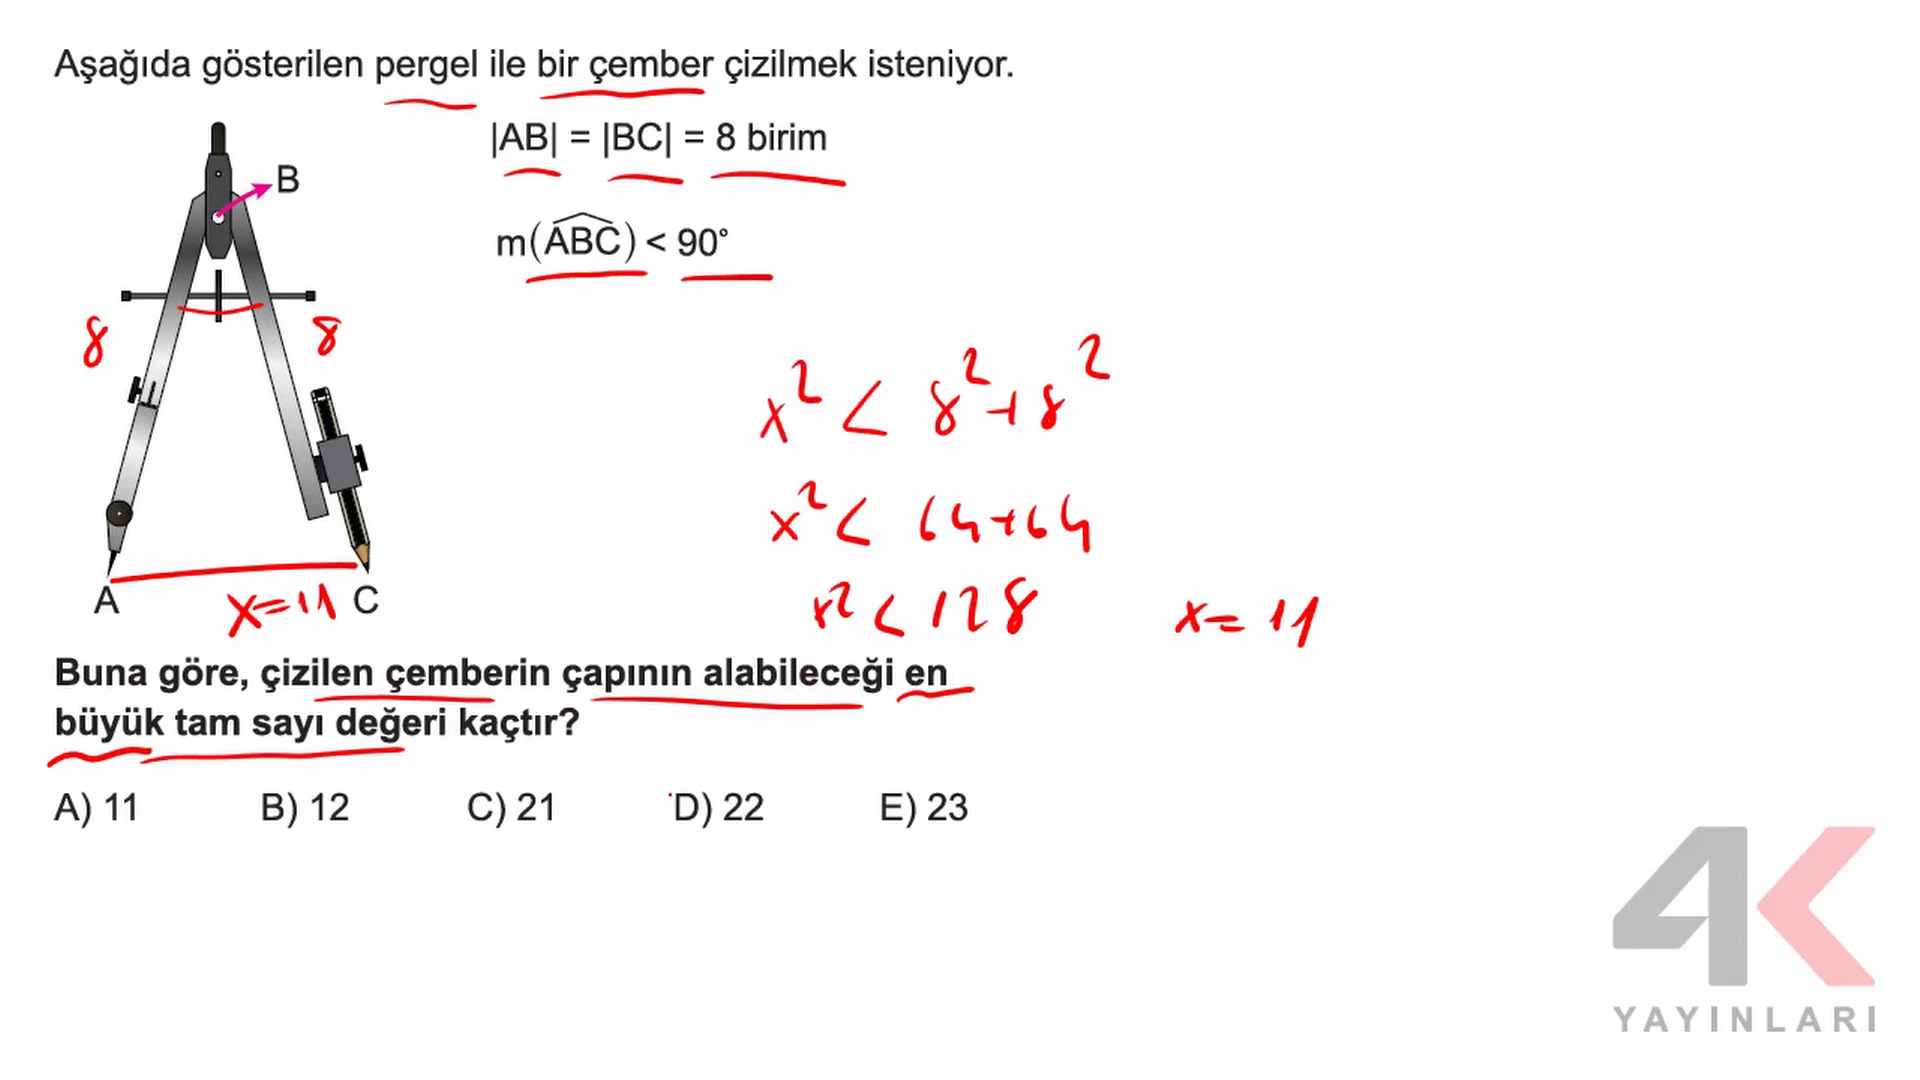 Aşağıda gösterilen pergel ile bir çember çizilmek isteniyor.
|AB| = |BC| = 8 birim
B
m(ABC) < 90°
8 8
x² < 8² + 8²
x² < 64+64
A x=11 C
x² < 128 x = 11
Buna göre, çizilen çemberin çapının alabileceği en
büyük tam sayı değeri kaçtır?
A) 11 B) 12 C) 21 D) 22 E) 23
4K
YAYINLARI